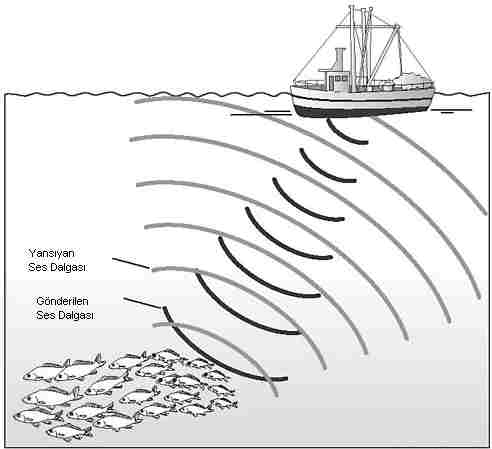 Yansıyan
Ses Dalgası
Gönderilen
Ses Dalgası